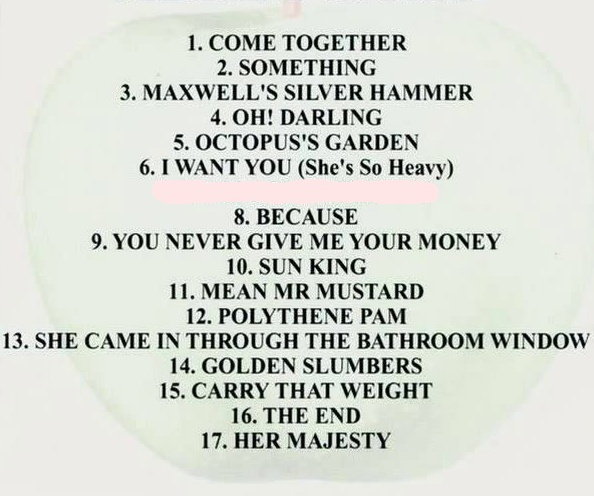 1. COME TOGETHER
2. SOMETHING
3. MAXWELL'S SILVER HAMMER
4. OH! DARLING
5. OCTOPUS'S GARDEN
6. I WANT YOU (She's So Heavy)
8. BECAUSE
9. YOU NEVER GIVE ME YOUR MONEY
10. SUN KING
11. MEAN MR MUSTARD
12. POLYTHENE PAM
13. SHE CAME IN THROUGH THE BATHROOM WINDOW
14. GOLDEN SLUMBERS
15. CARRY THAT WEIGHT
16. THE END
17. HER MAJESTY